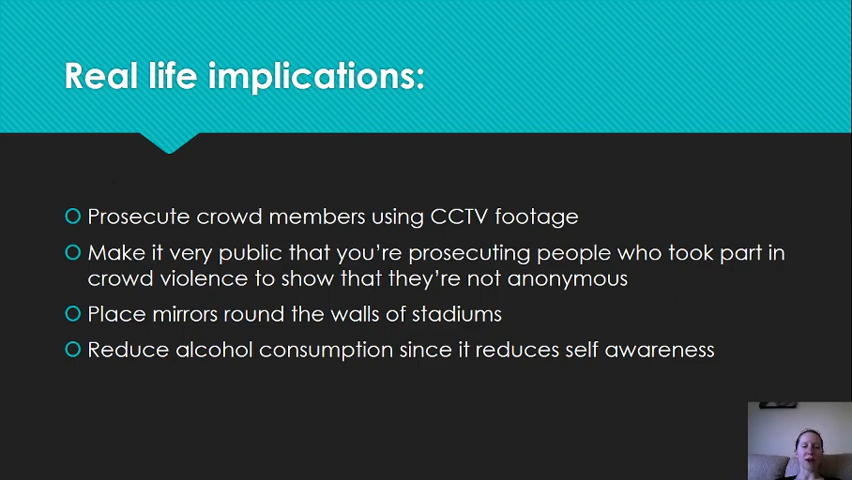 Real life implications:
Prosecute crowd members using CCTV footage
Make it very public that you're prosecuting people who took part in
crowd violence to show that they're not anonymous
Place mirrors round the walls of stadiums
Reduce alcohol consumption since it reduces self awareness